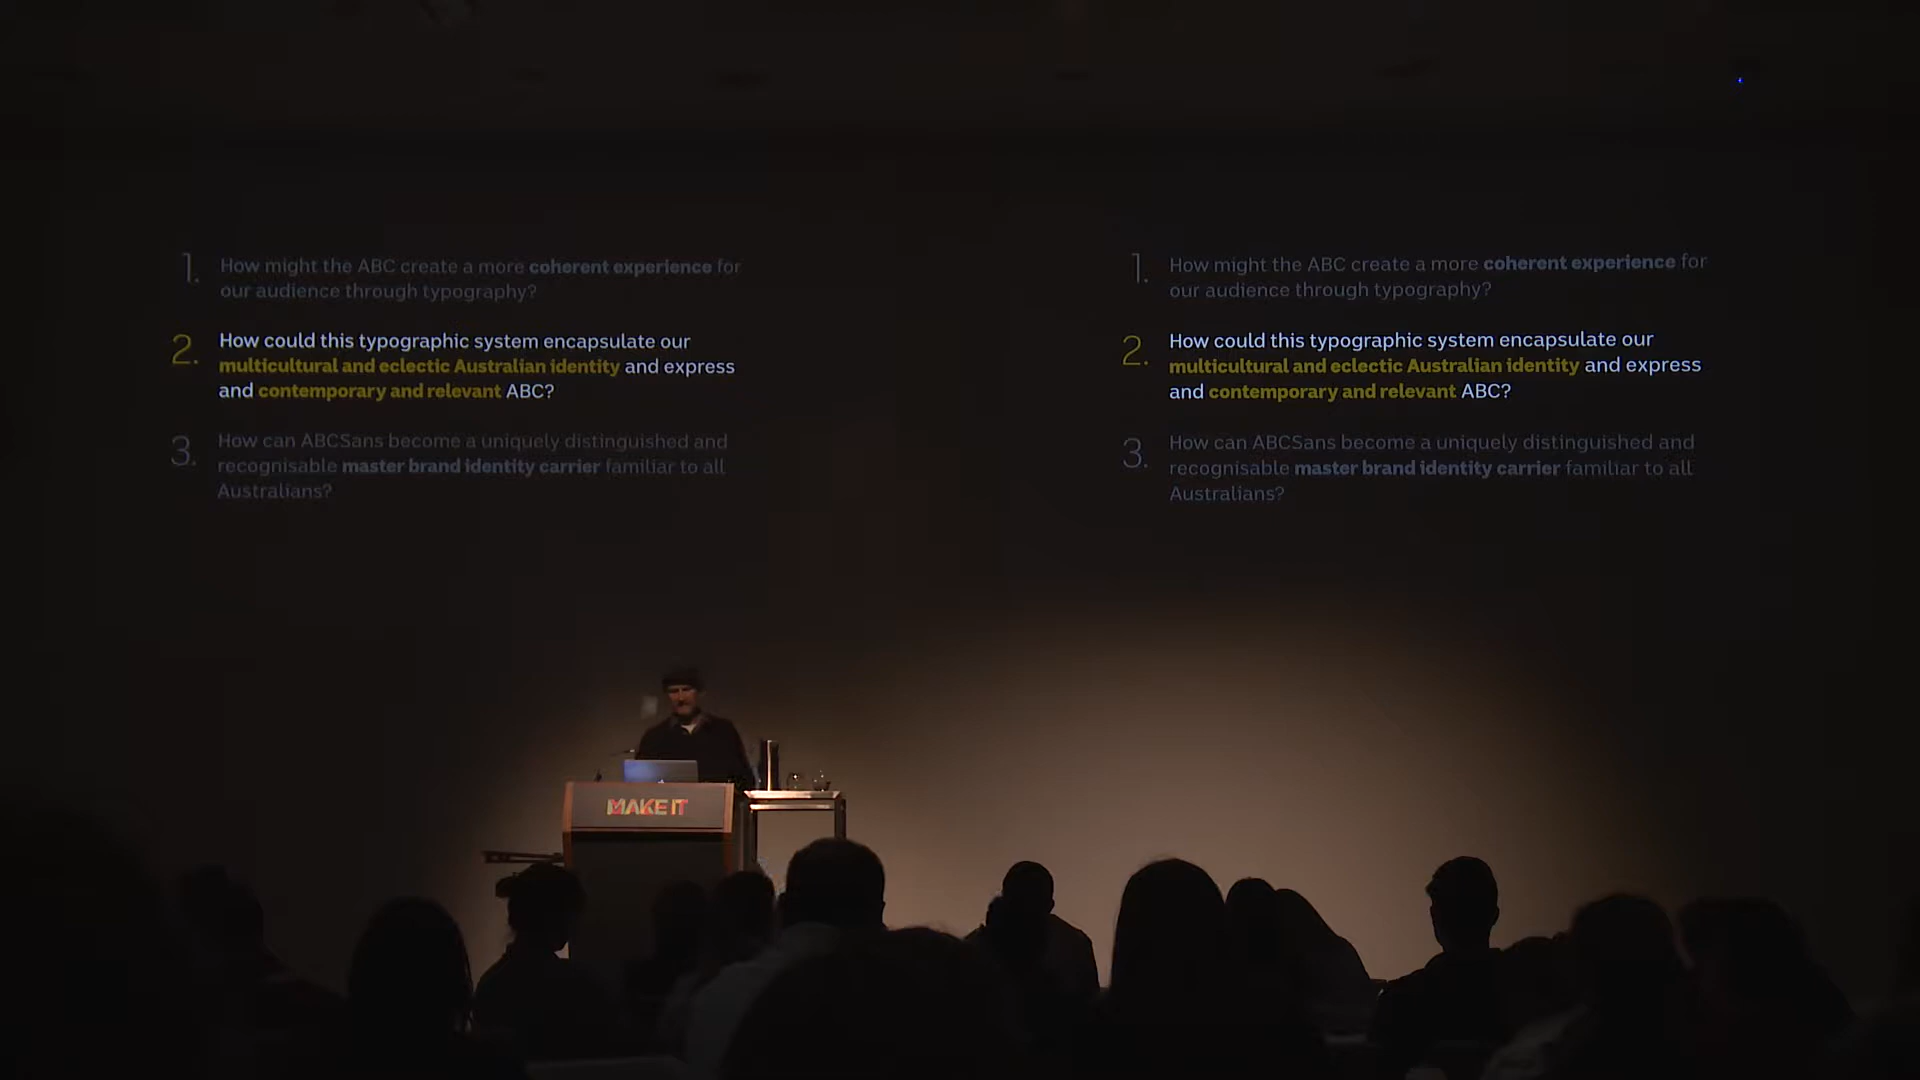 1. How might the ABC create a more coherent experience for
our audience through typography?
2. How could this typographic system encapsulate our
multicultural and eclectic Australian identity and express
and contemporary and relevant ABC?
3. How can ABCSans become a uniquely distinguished and
recognisable master brand identity carrier familiar to all
Australians?
1. How might the ABC create a more coherent experience for
our audience through typography?
2. How could this typographic system encapsulate our
multicultural and eclectic Australian identity and express
and contemporary and relevant ABC?
3. How can ABCSans become a uniquely distinguished and
recognisable master brand identity carrier familiar to all
Australians?
MAKE IT